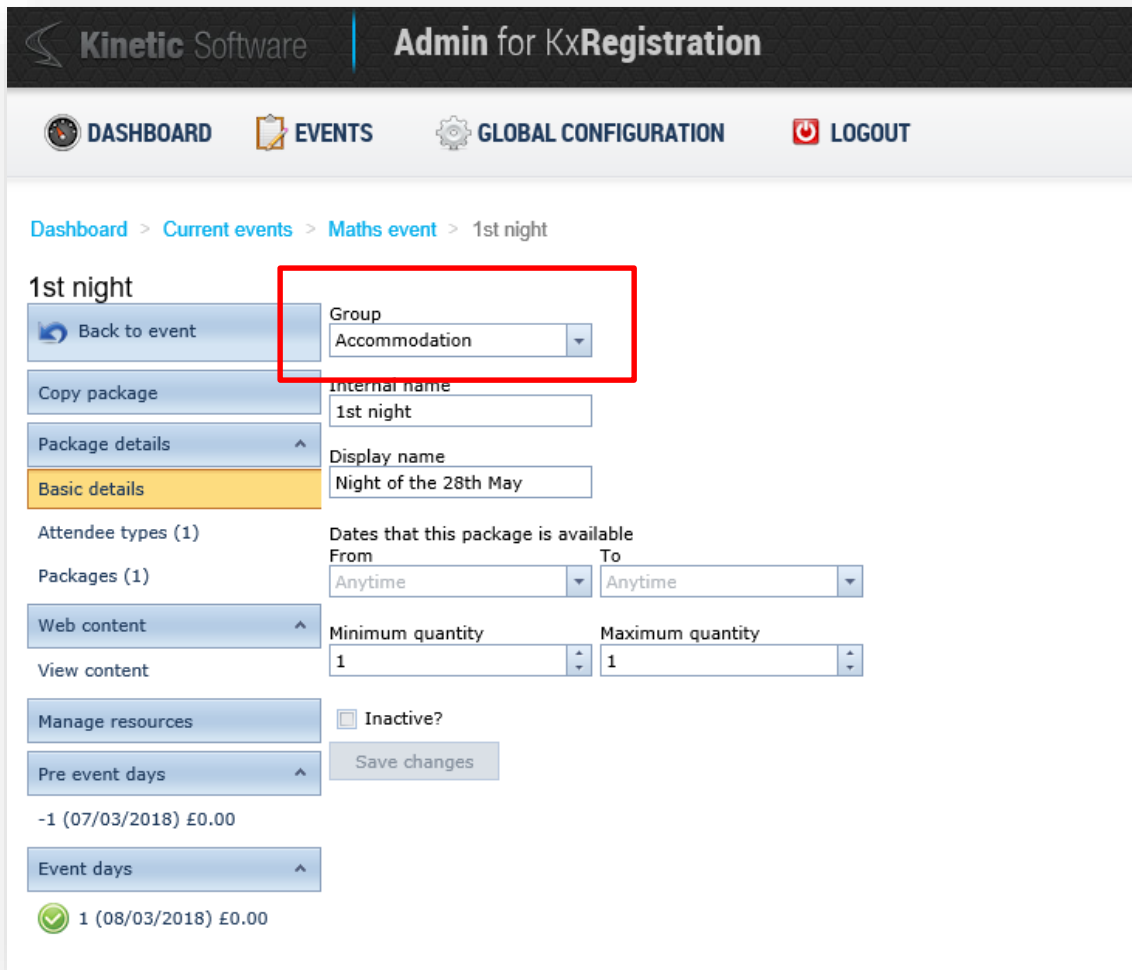 Kinetic Software Admin for KxRegistration
DASHBOARD EVENTS GLOBAL CONFIGURATION LOGOUT
Dashboard > Current events > Maths event > 1st night
1st night
Back to event
Copy package
Package details
Basic details
Attendee types (1)
Packages (1)
Web content
View content
Manage resources
Pre event days
-1 (07/03/2018) £0.00
Event days
1 (08/03/2018) £0.00
Group
Accommodation
Internal name
1st night
Display name
Night of the 28th May
Dates that this package is available
From To
Anytime Anytime
Minimum quantity Maximum quantity
1 1
Inactive?
Save changes